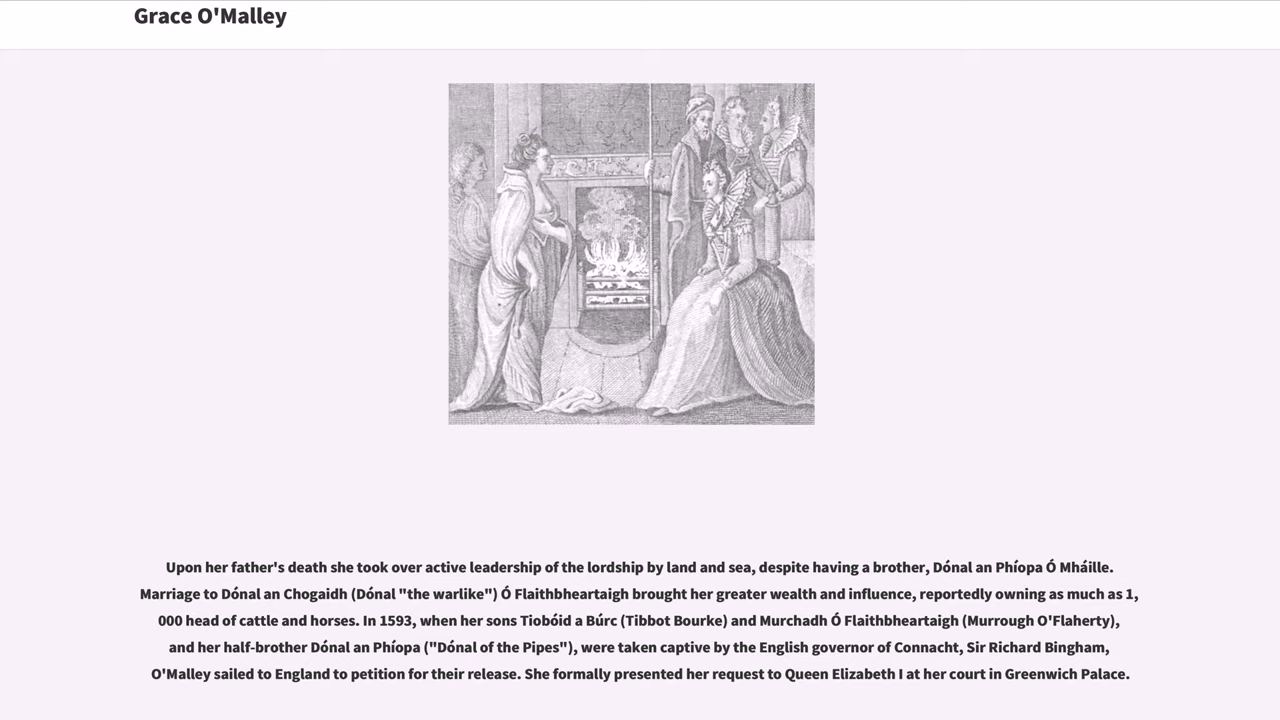 Grace O'Malley
Upon her father's death she took over active leadership of the lordship by land and sea, despite having a brother, Dónal an Phíopa Ó Mháille.
Marriage to Dónal an Chogaidh (Dónal "the warlike") Ó Flaithbheartaigh brought her greater wealth and influence, reportedly owning as much as 1,
000 head of cattle and horses. In 1593, when her sons Tiobóid a Búrc (Tibbot Bourke) and Murchadh Ó Flaithbheartaigh (Murrough O'Flaherty),
and her half-brother Dónal an Phíopa ("Dónal of the Pipes"), were taken captive by the English governor of Connacht, Sir Richard Bingham,
O'Malley sailed to England to petition for their release. She formally presented her request to Queen Elizabeth I at her court in Greenwich Palace.